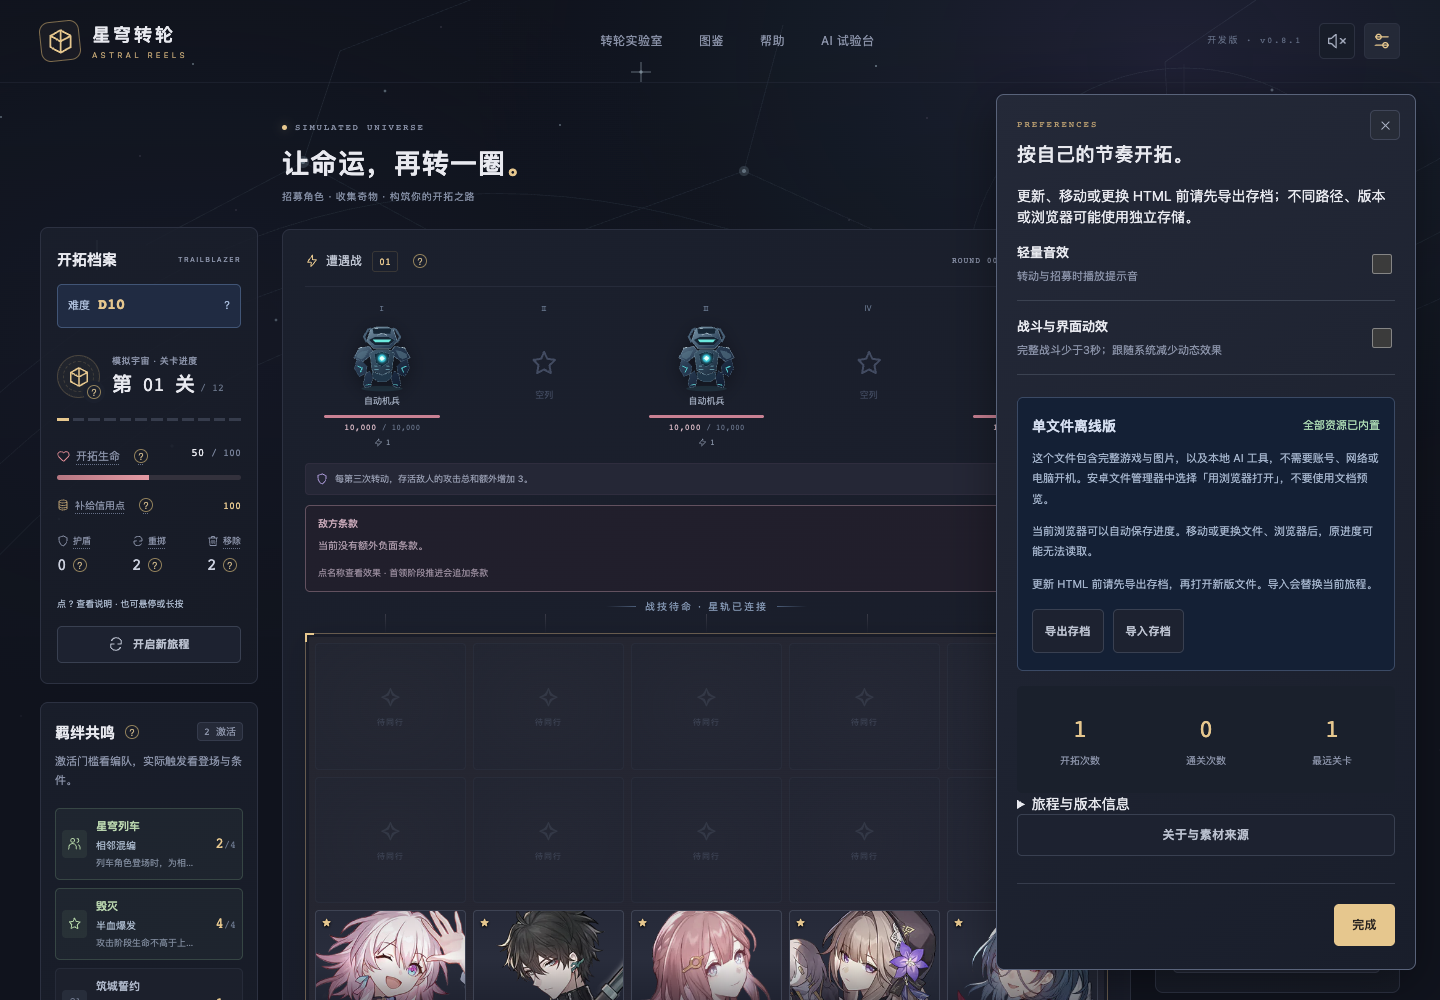 星穹转轮
ASTRAL REELS
转轮实验室
图鉴
帮助
AI 试验台
开发版 · v0.8.1
SIMULATED UNIVERSE
让命运，再转一圈。
招募角色 · 收集奇物 · 构筑你的开拓之路
开拓档案
TRAILBLAZER
难度 D10 ?
模拟宇宙 · 关卡进度
第 01 关 / 12
?
开拓生命 ? 50 / 100
补给信用点 ? 100
护盾 重掷 移除
0 ? 2 ? 2 ?
点 ? 查看说明 · 也可悬停或长按
开启新旅程
羁绊共鸣 ? 2 激活
激活门槛看编队，实际触发看登场与条
件。
星穹列车
相邻混编
列车角色登场时，为相...
2/4
毁灭
半血爆发
攻击阶段生命不高于上...
4/4
筑城誓约
遭遇战 01 ?
ROUND 00
I II III IV
自动机兵
空列
自动机兵
空列
10,000 / 10,000
10,000 / 10,000
1
1
每第三次转动，存活敌人的攻击总和额外增加 3。
敌方条款
当前没有额外负面条款。
点名称查看效果 · 首领阶段推进会追加条款
战技待命 · 星轨已连接
待同行
待同行
待同行
待同行
待同行
待同行
待同行
待同行
PREFERENCES
按自己的节奏开拓。
更新、移动或更换 HTML 前请先导出存档；不同路径、版本
或浏览器可能使用独立存储。
轻量音效
转动与招募时播放提示音
战斗与界面动效
完整战斗少于3秒；跟随系统减少动态效果
单文件离线版
全部资源已内置
这个文件包含完整游戏与图片，以及本地 AI 工具，不需要账号、网络或
电脑开机。安卓文件管理器中选择「用浏览器打开」，不要使用文档预
览。
当前浏览器可以自动保存进度。移动或更换文件、浏览器后，原进度可
能无法读取。
更新 HTML 前请先导出存档，再打开新版文件。导入会替换当前旅程。
导出存档
导入存档
1 0 1
开拓次数 通关次数 最远关卡
旅程与版本信息
关于与素材来源
完成